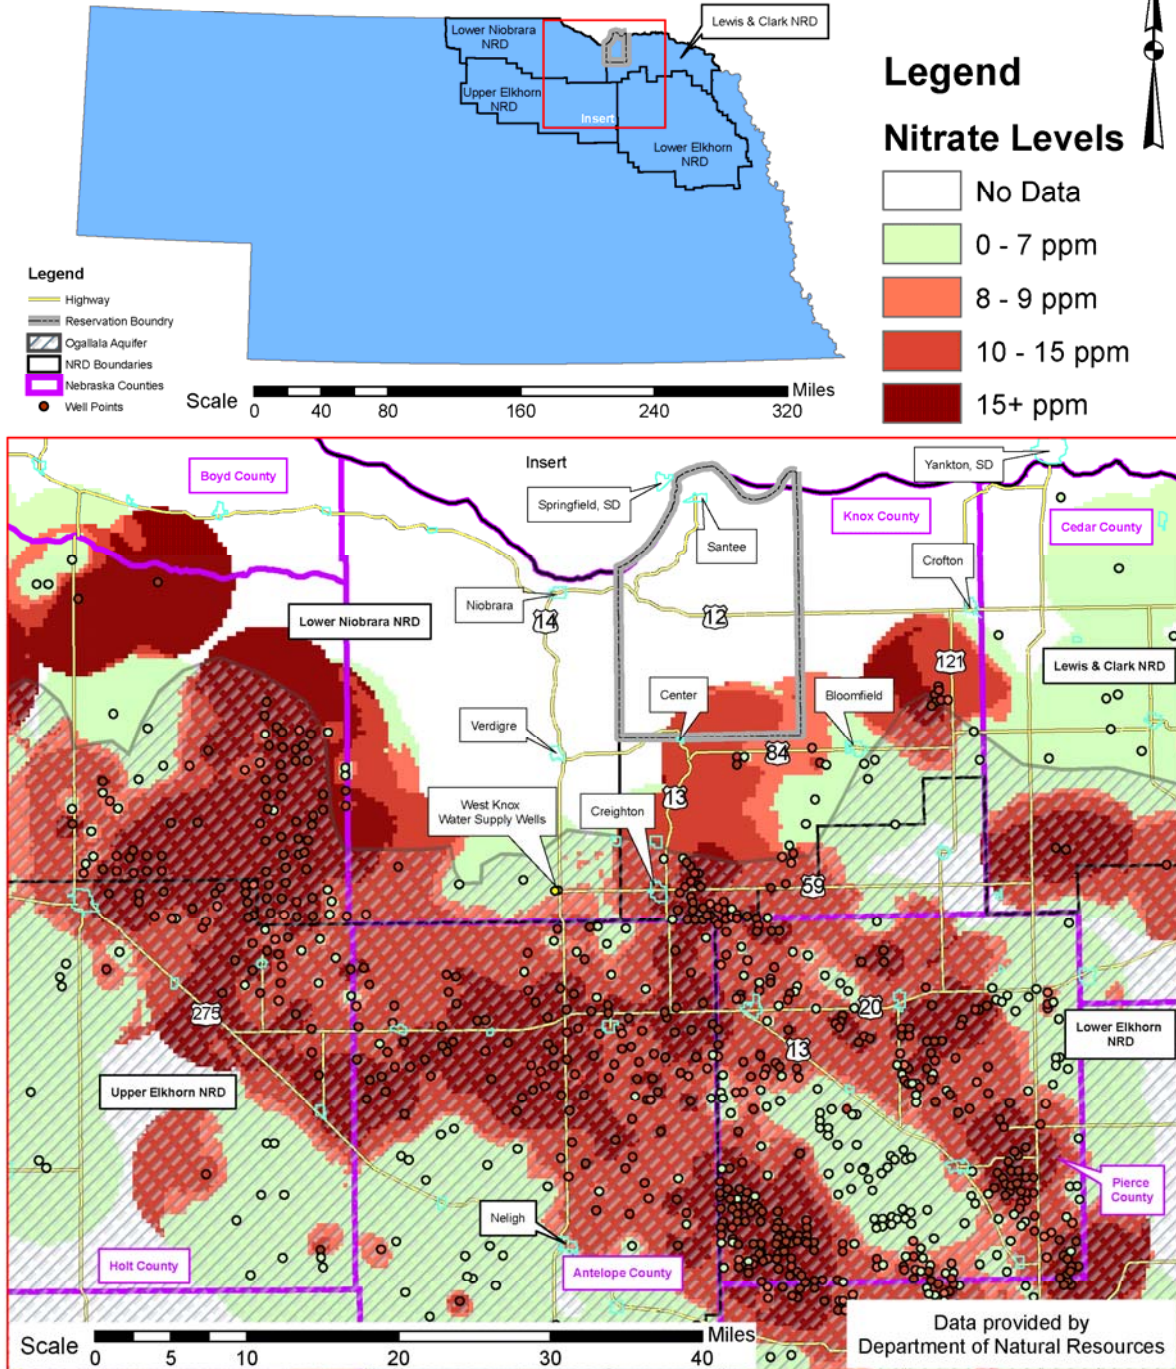 Lewis & Clark NRD
Lower Niobrara
NRD
Upper Elkhorn
NRD
Insert
Lower Elkhorn
NRD
Legend
Nitrate Levels
No Data
0 - 7 ppm
8 - 9 ppm
10 - 15 ppm
15+ ppm
Legend
Highway
Reservation Boundry
Ogallala Aquifer
NRD Boundaries
Nebraska Counties
Well Points
Scale
0 40 80 160 240 320
Miles
Insert
Boyd County
Springfield, SD
Yankton, SD
Knox County
Cedar County
Santee
Crofton
Niobrara
Lower Niobrara NRD
14
12
121
Lewis & Clark NRD
Center
Bloomfield
Verdigre
84
13
West Knox
Water Supply Wells
Creighton
59
275
20
13
Lower Elkhorn
NRD
Upper Elkhorn NRD
Pierce
County
Neligh
Holt County
Antelope County
Data provided by
Department of Natural Resources
Scale
0 5 10 20 30 40
Miles